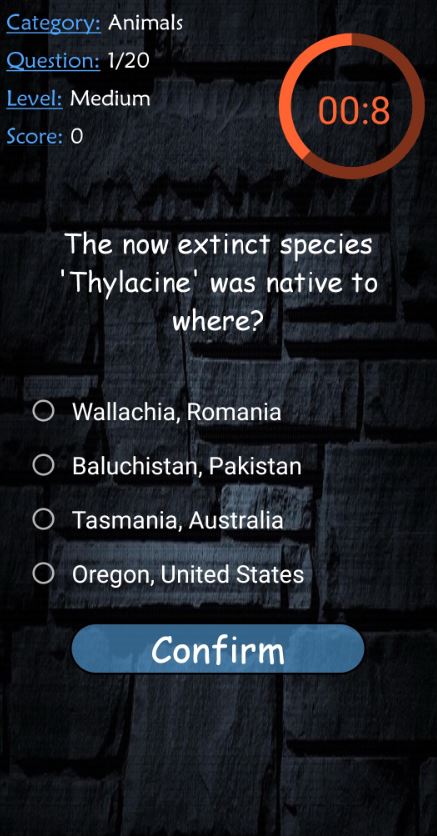 Category: Animals
Question: 1/20
Level: Medium
Score: 0
00:8
The now extinct species
'Thylacine' was native to
where?
Wallachia, Romania
Baluchistan, Pakistan
Tasmania, Australia
Oregon, United States
Confirm